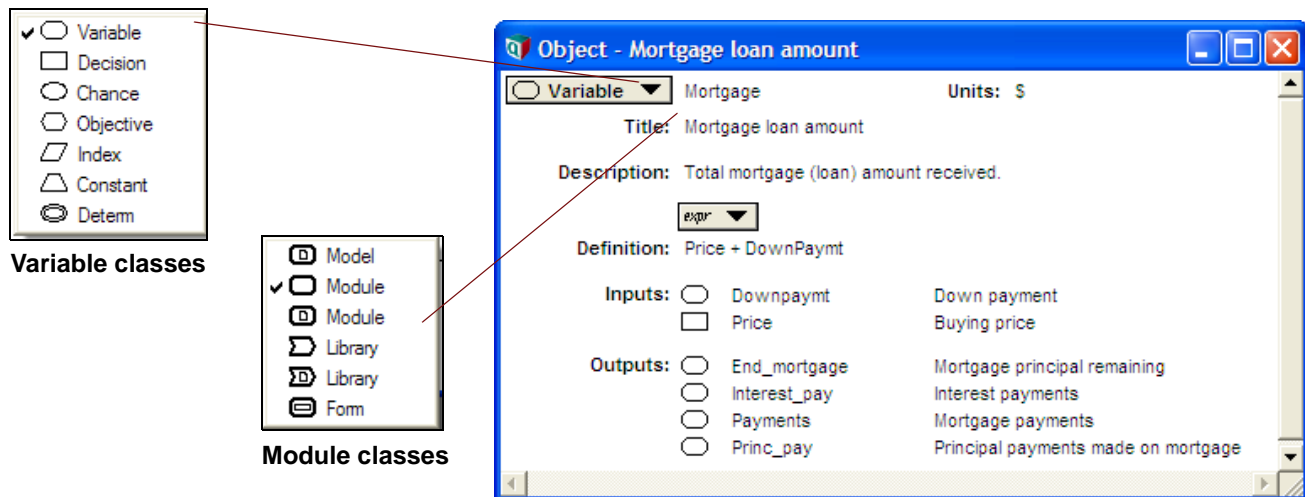 Variable
Decision
Chance
Objective
Index
Constant
Determ
Variable classes
Model
Module
Module
Library
Library
Form
Module classes
Object - Mortgage loan amount
Variable Mortgage Units: $
Title: Mortgage loan amount
Description: Total mortgage (loan) amount received.
expr
Definition: Price + DownPaymt
Inputs: Downpaymt Down payment
Price Buying price
Outputs: End_mortgage Mortgage principal remaining
Interest_pay Interest payments
Payments Mortgage payments
Princ_pay Principal payments made on mortgage